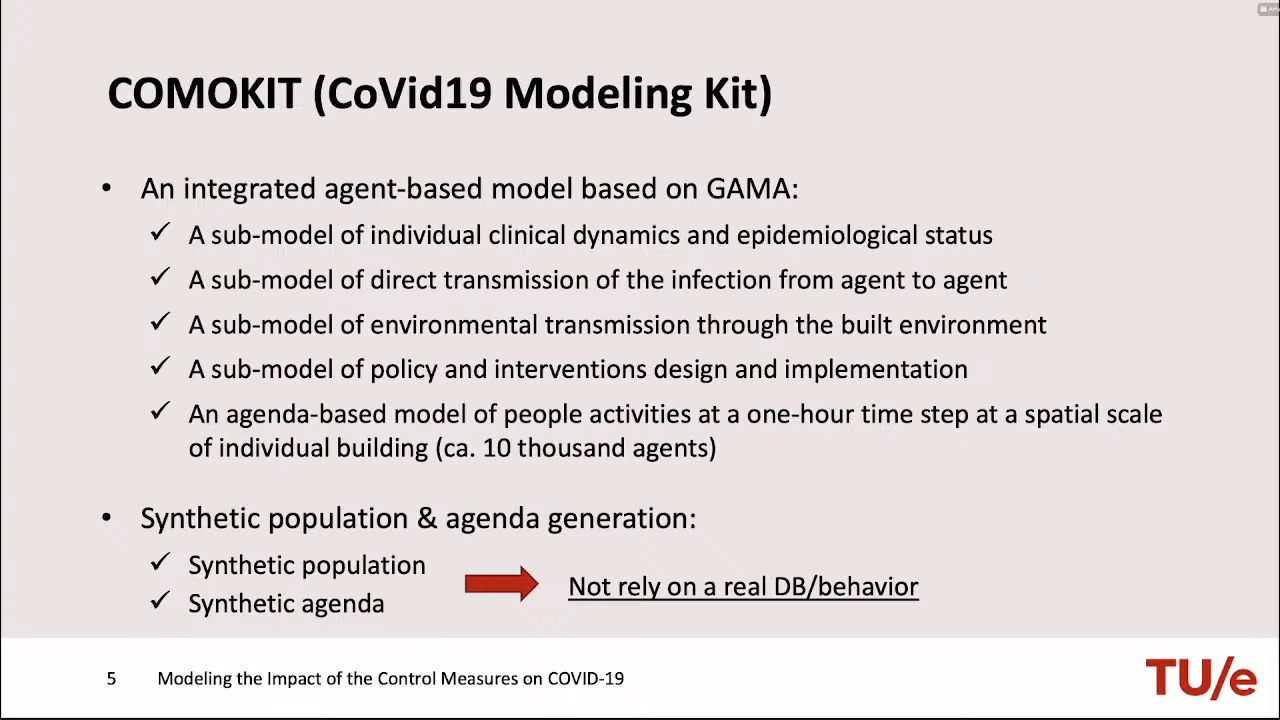 COMOKIT (CoVid19 Modeling Kit)
• An integrated agent-based model based on GAMA:
✓ A sub-model of individual clinical dynamics and epidemiological status
✓ A sub-model of direct transmission of the infection from agent to agent
✓ A sub-model of environmental transmission through the built environment
✓ A sub-model of policy and interventions design and implementation
✓ An agenda-based model of people activities at a one-hour time step at a spatial scale
of individual building (ca. 10 thousand agents)
• Synthetic population & agenda generation:
✓ Synthetic population
✓ Synthetic agenda
Not rely on a real DB/behavior
5 Modeling the Impact of the Control Measures on COVID-19
TU/e